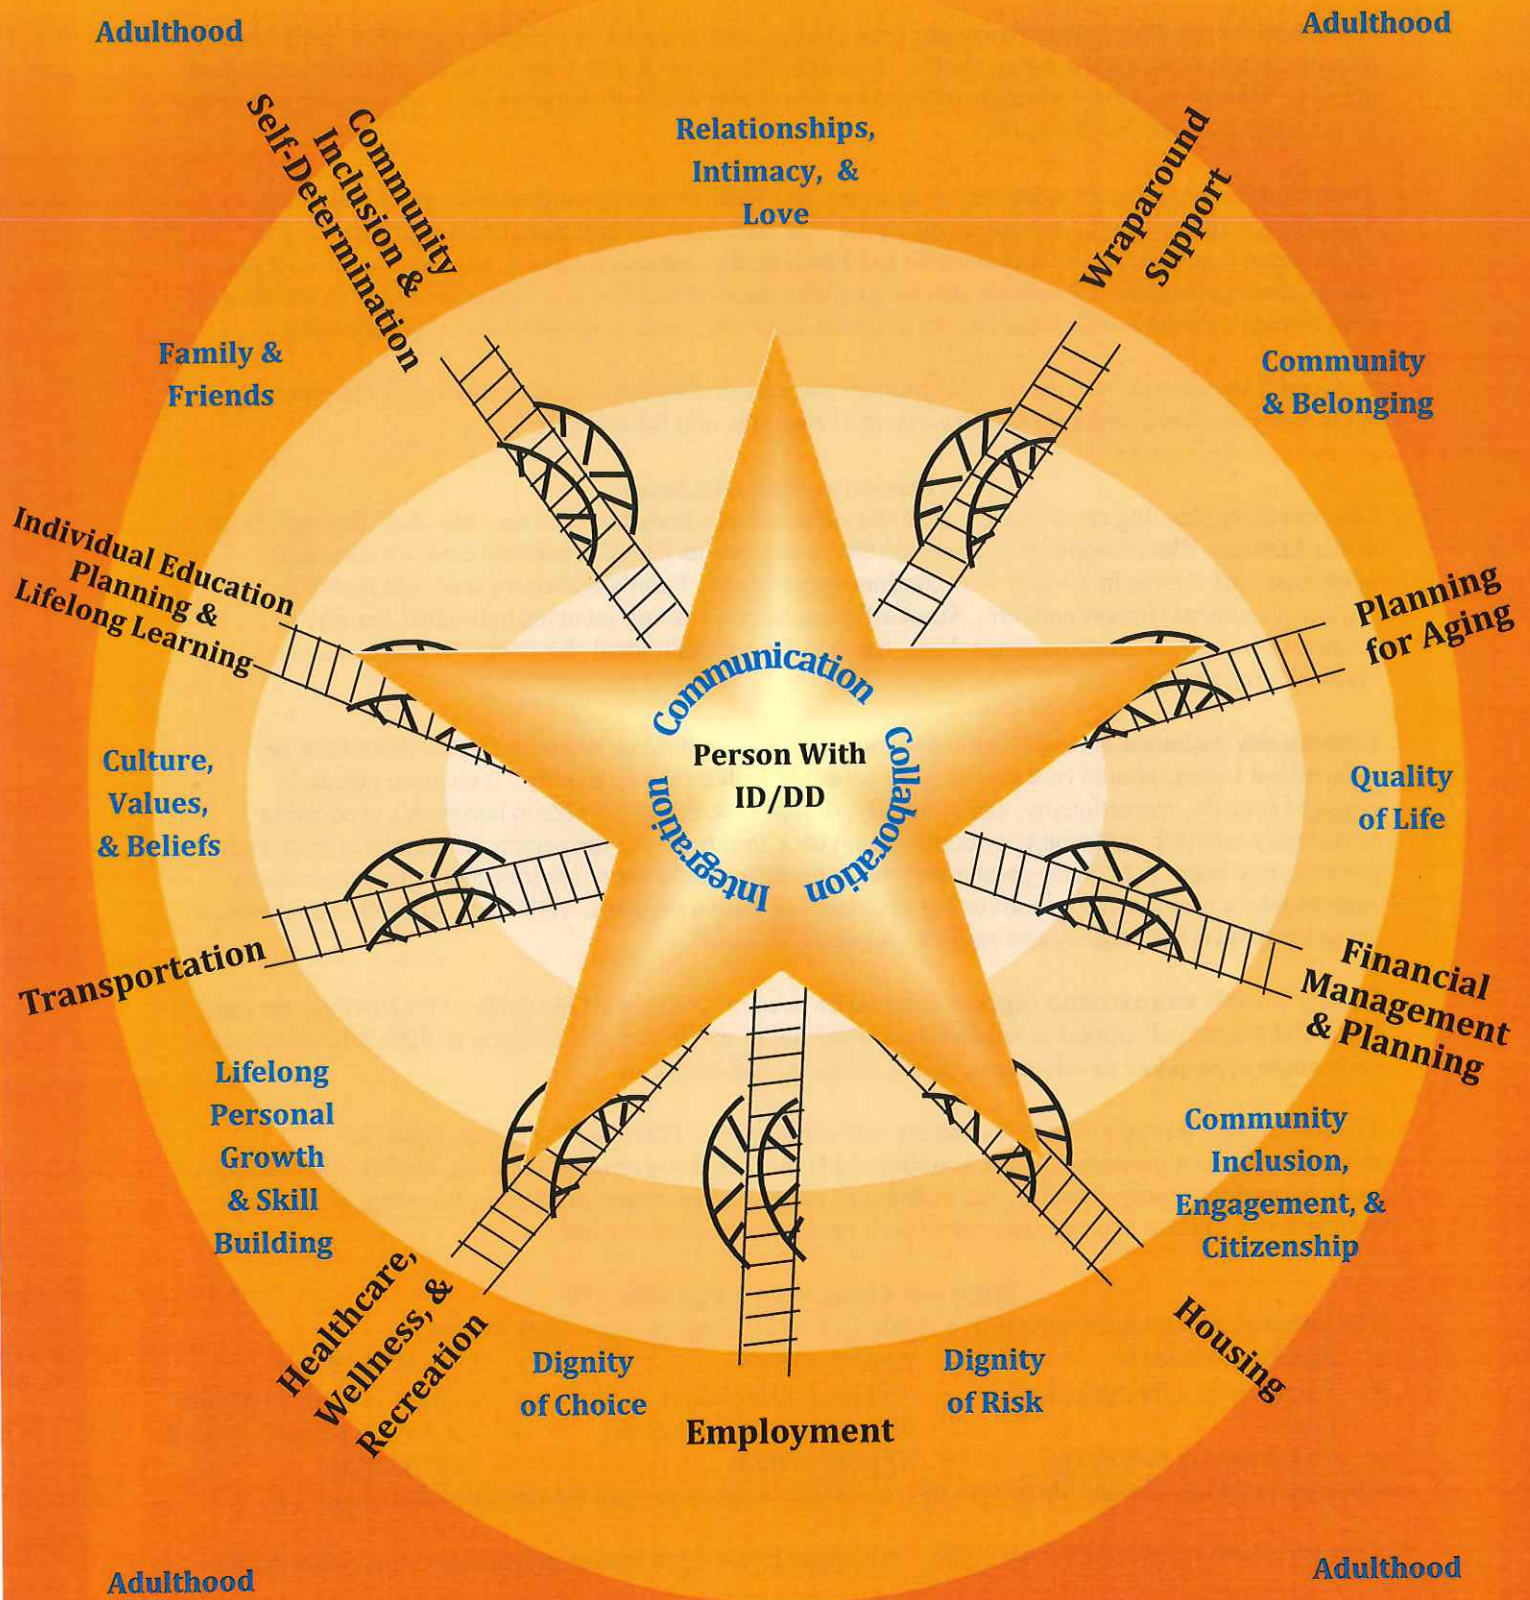 Adulthood
Adulthood
Community
Inclusion &
Self-Determination
Relationships,
Intimacy, &
Love
Wraparound
Support
Family &
Friends
Community
& Belonging
Individual Education
Planning &
Lifelong Learning
Planning
for Aging
Communication
Collaboration
Integration
Person With
ID/DD
Culture,
Values,
& Beliefs
Quality
of Life
Transportation
Financial
Management
& Planning
Lifelong
Personal
Growth
& Skill
Building
Community
Inclusion,
Engagement, &
Citizenship
Healthcare,
Wellness, &
Recreation
Dignity
of Choice
Employment
Dignity
of Risk
Housing
Adulthood
Adulthood